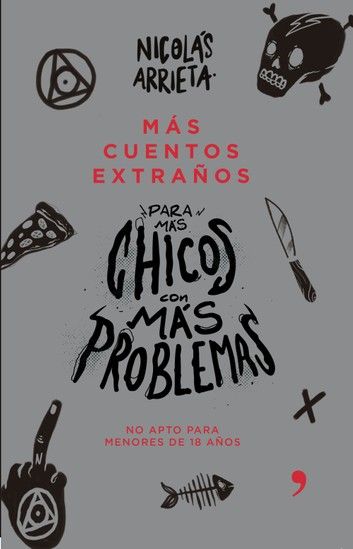 NICOLÁS
ARRIETA.
MÁS
CUENTOS
EXTRAÑOS
PARA
MÁS
CHICOS
con
MÁS
PROBLEMAS
NO APTO PARA
MENORES DE 18 AÑOS